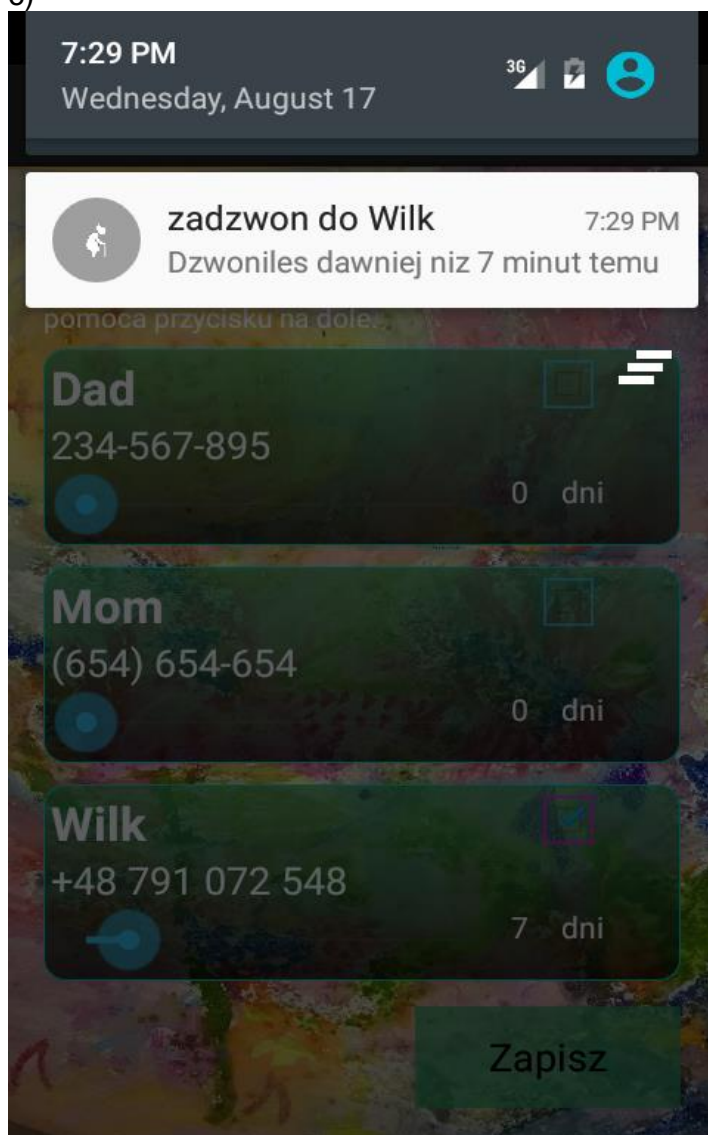 c)
7:29 PM
3G
Wednesday, August 17
zadzwon do Wilk 7:29 PM
Dzwoniles dawniej niz 7 minut temu
pomoca przycisku na dole.
Dad
234-567-895
0 dni
Mom
(654) 654-654
0 dni
Wilk
+48 791 072 548
7 dni
Zapisz